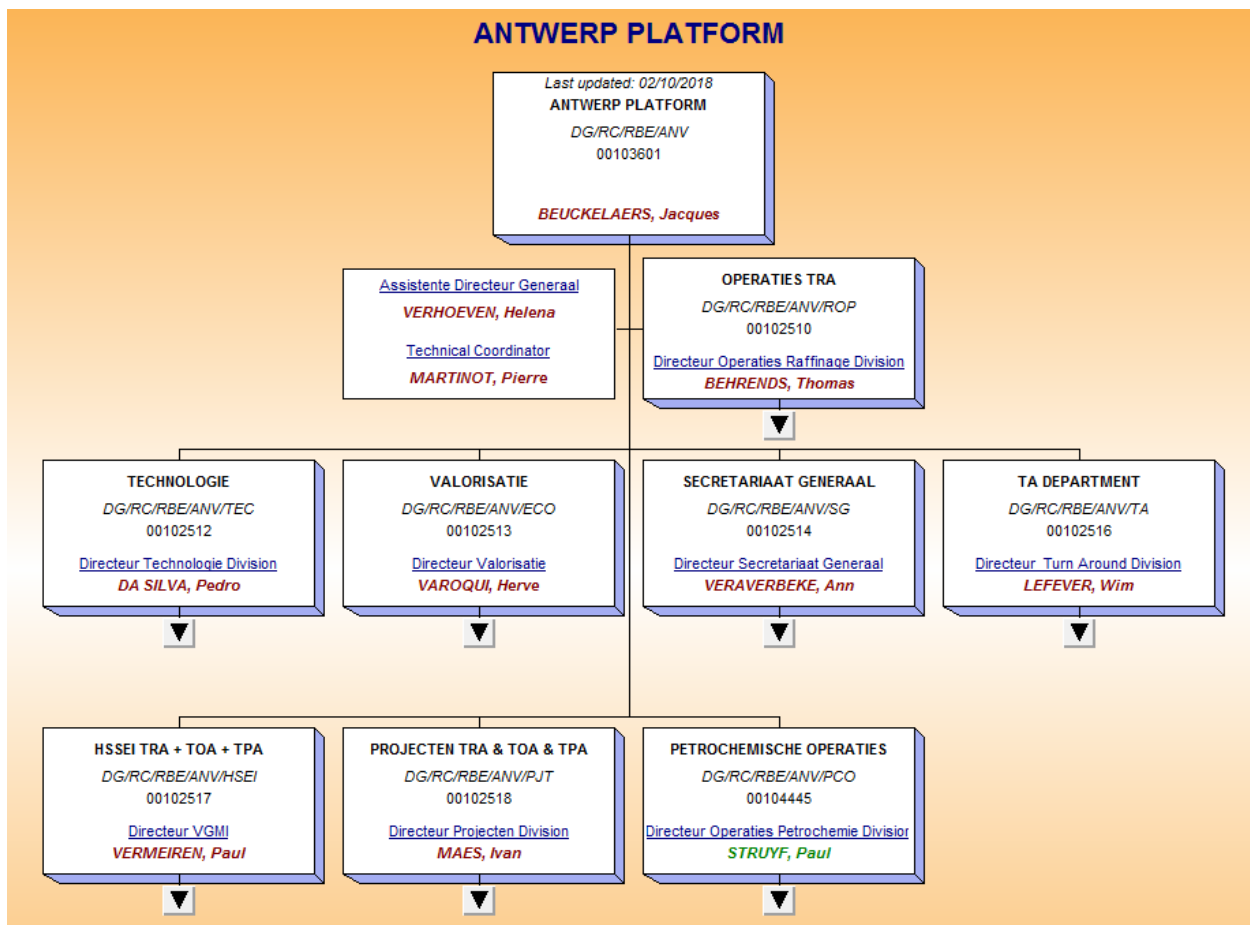 ANTWERP PLATFORM
Last updated: 02/10/2018
ANTWERP PLATFORM
DG/RC/RBE/ANV
00103601
BEUCKELAERS, Jacques
Assistente Directeur Generaal
VERHOEVEN, Helena
Technical Coordinator
MARTINOT, Pierre
OPERATIES TRA
DG/RC/RBE/ANV/ROP
00102510
Directeur Operaties Raffinage Division
BEHRENDS, Thomas
TECHNOLOGIE
DG/RC/RBE/ANV/TEC
00102512
Directeur Technologie Division
DA SILVA, Pedro
VALORISATIE
DG/RC/RBE/ANV/ECO
00102513
Directeur Valorisatie
VAROQUI, Herve
SECRETARIAAT GENERAAL
DG/RC/RBE/ANV/SG
00102514
Directeur Secretariaat Generaal
VERAVERBEKE, Ann
TA DEPARTMENT
DG/RC/RBE/ANV/TA
00102516
Directeur Turn Around Division
LEFEVER, Wim
HSSEI TRA + TOA + TPA
DG/RC/RBE/ANV/HSEI
00102517
Directeur VGMI
VERMEIREN, Paul
PROJECTEN TRA & TOA & TPA
DG/RC/RBE/ANV/PJT
00102518
Directeur Projecten Division
MAES, Ivan
PETROCHEMISCHE OPERATIES
DG/RC/RBE/ANV/PCO
00104445
Directeur Operaties Petrochemie Division
STRUYF, Paul